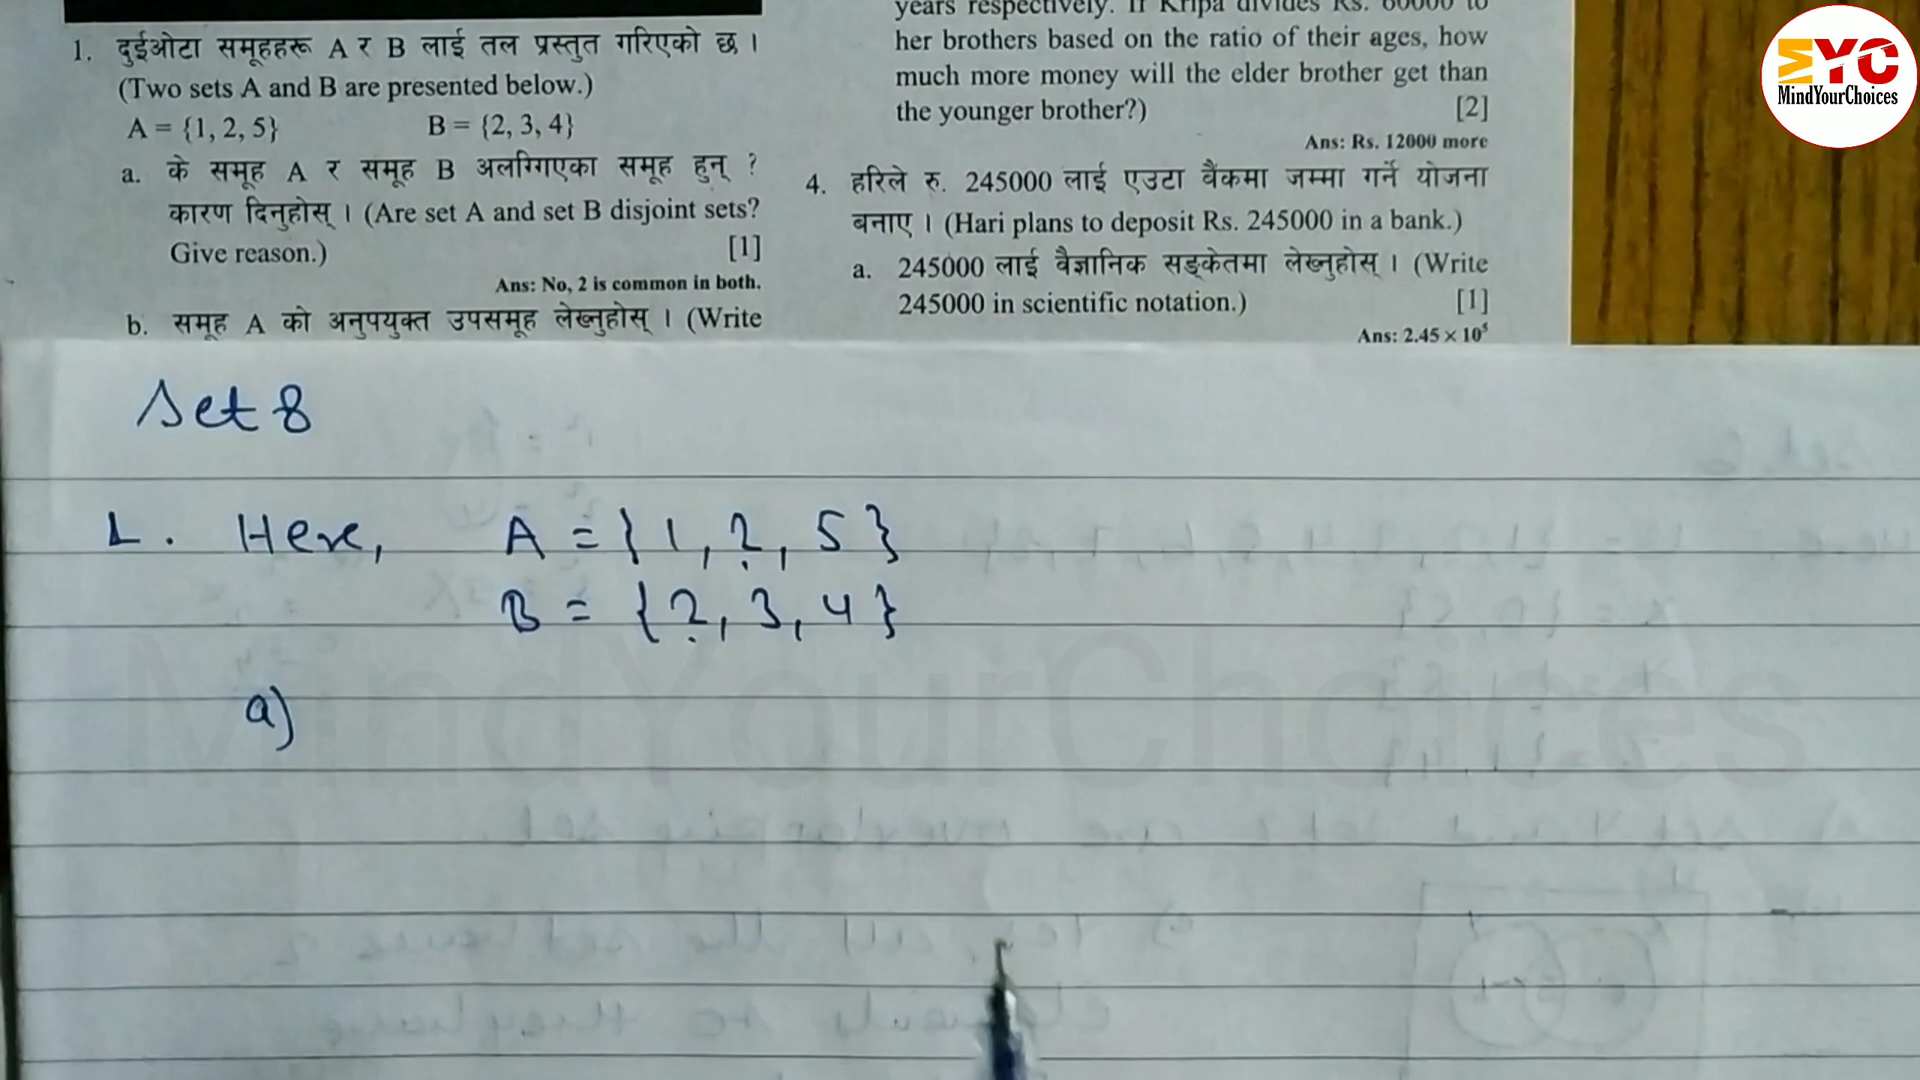 1. दुईओटा समूहहरू A र B लाई तल प्रस्तुत गरिएको छ ।
(Two sets A and B are presented below.)
A = {1, 2, 5} B = {2, 3, 4}
a. के समूह A र समूह B अलग्गिएका समूह हुन् ?
कारण दिनुहोस् । (Are set A and set B disjoint sets?
Give reason.) [1]
Ans: No, 2 is common in both.
b. समूह A को अनुपयुक्त उपसमूह लेख्नुहोस् । (Write
years respectively. If Kripa divides Rs. 60000 to
her brothers based on the ratio of their ages, how
much more money will the elder brother get than
the younger brother?) [2]
Ans: Rs. 12000 more
4. हरिले रु. 245000 लाई एउटा बैंकमा जम्मा गर्ने योजना
बनाए । (Hari plans to deposit Rs. 245000 in a bank.)
a. 245000 लाई वैज्ञानिक सङ्केतमा लेख्नुहोस् । (Write
245000 in scientific notation.) [1]
Ans: 2.45 × 10⁵
MYC
MindYourChoices
Set 8
1. Here, A = {1, 2, 5}
B = {2, 3, 4}
a)
MindYourChoices